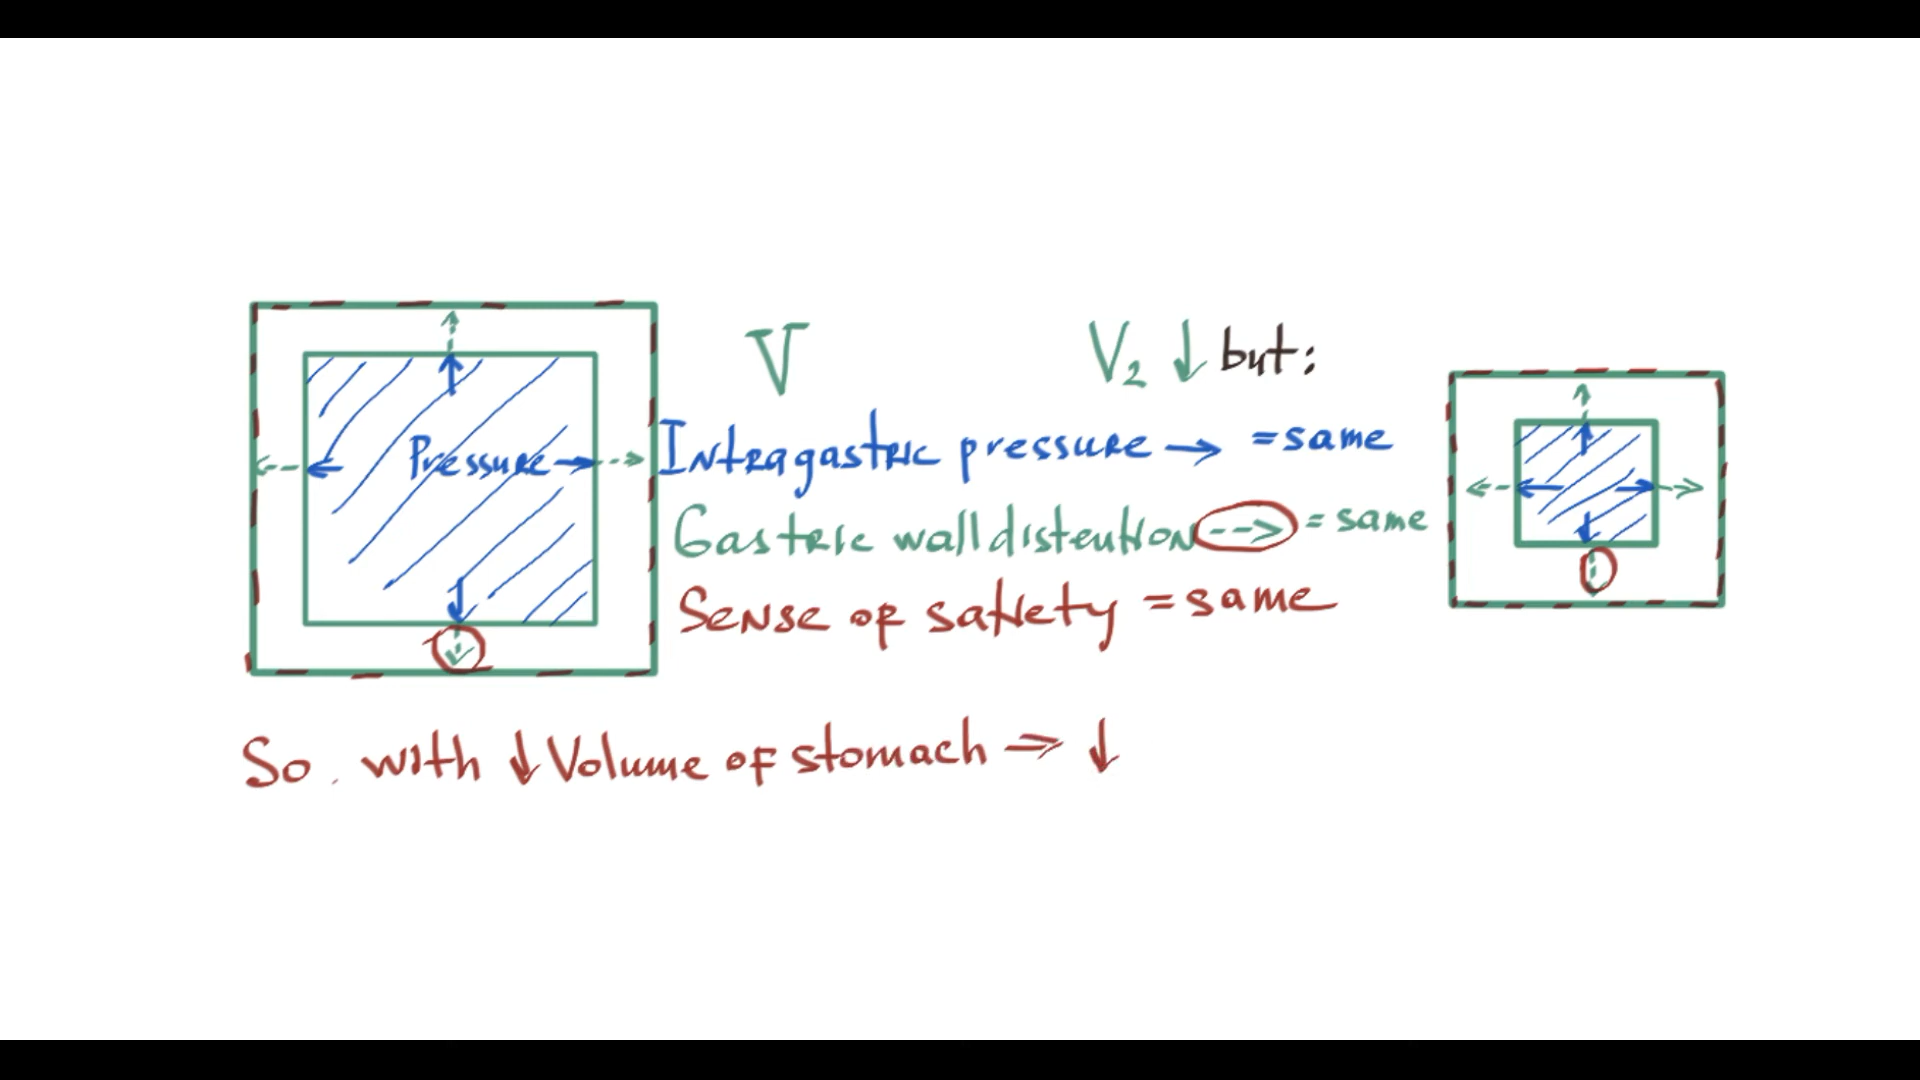 V V₂ ↓ but:
Pressure Intragastric pressure → = same
Gastric wall distention --> = same
Sense of satiety = same
So. with ↓ Volume of stomach ⇒ ↓